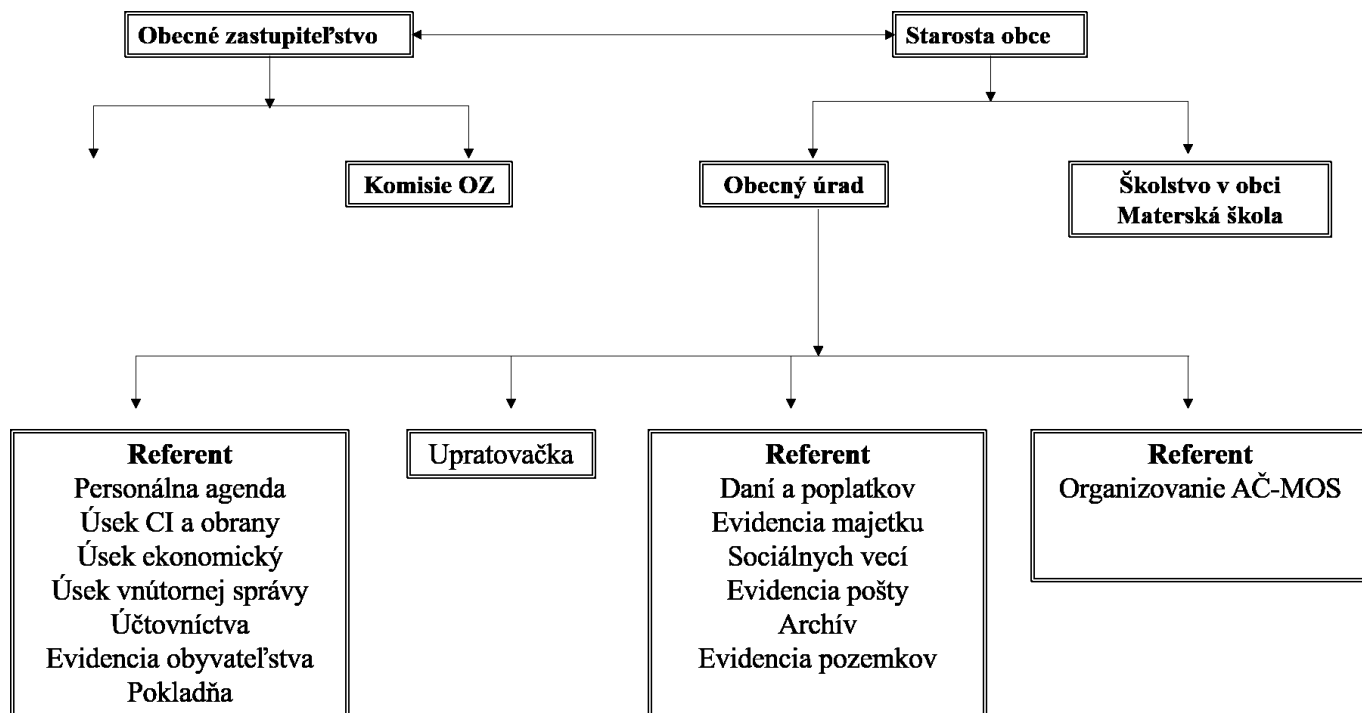 Obecné zastupiteľstvo
Starosta obce
Komisie OZ
Obecný úrad
Školstvo v obci
Materská škola
Referent
Personálna agenda
Úsek CI a obrany
Úsek ekonomický
Úsek vnútornej správy
Účtovníctva
Evidencia obyvateľstva
Pokladňa
Upratovačka
Referent
Daní a poplatkov
Evidencia majetku
Sociálnych vecí
Evidencia pošty
Archív
Evidencia pozemkov
Referent
Organizovanie AČ-MOS